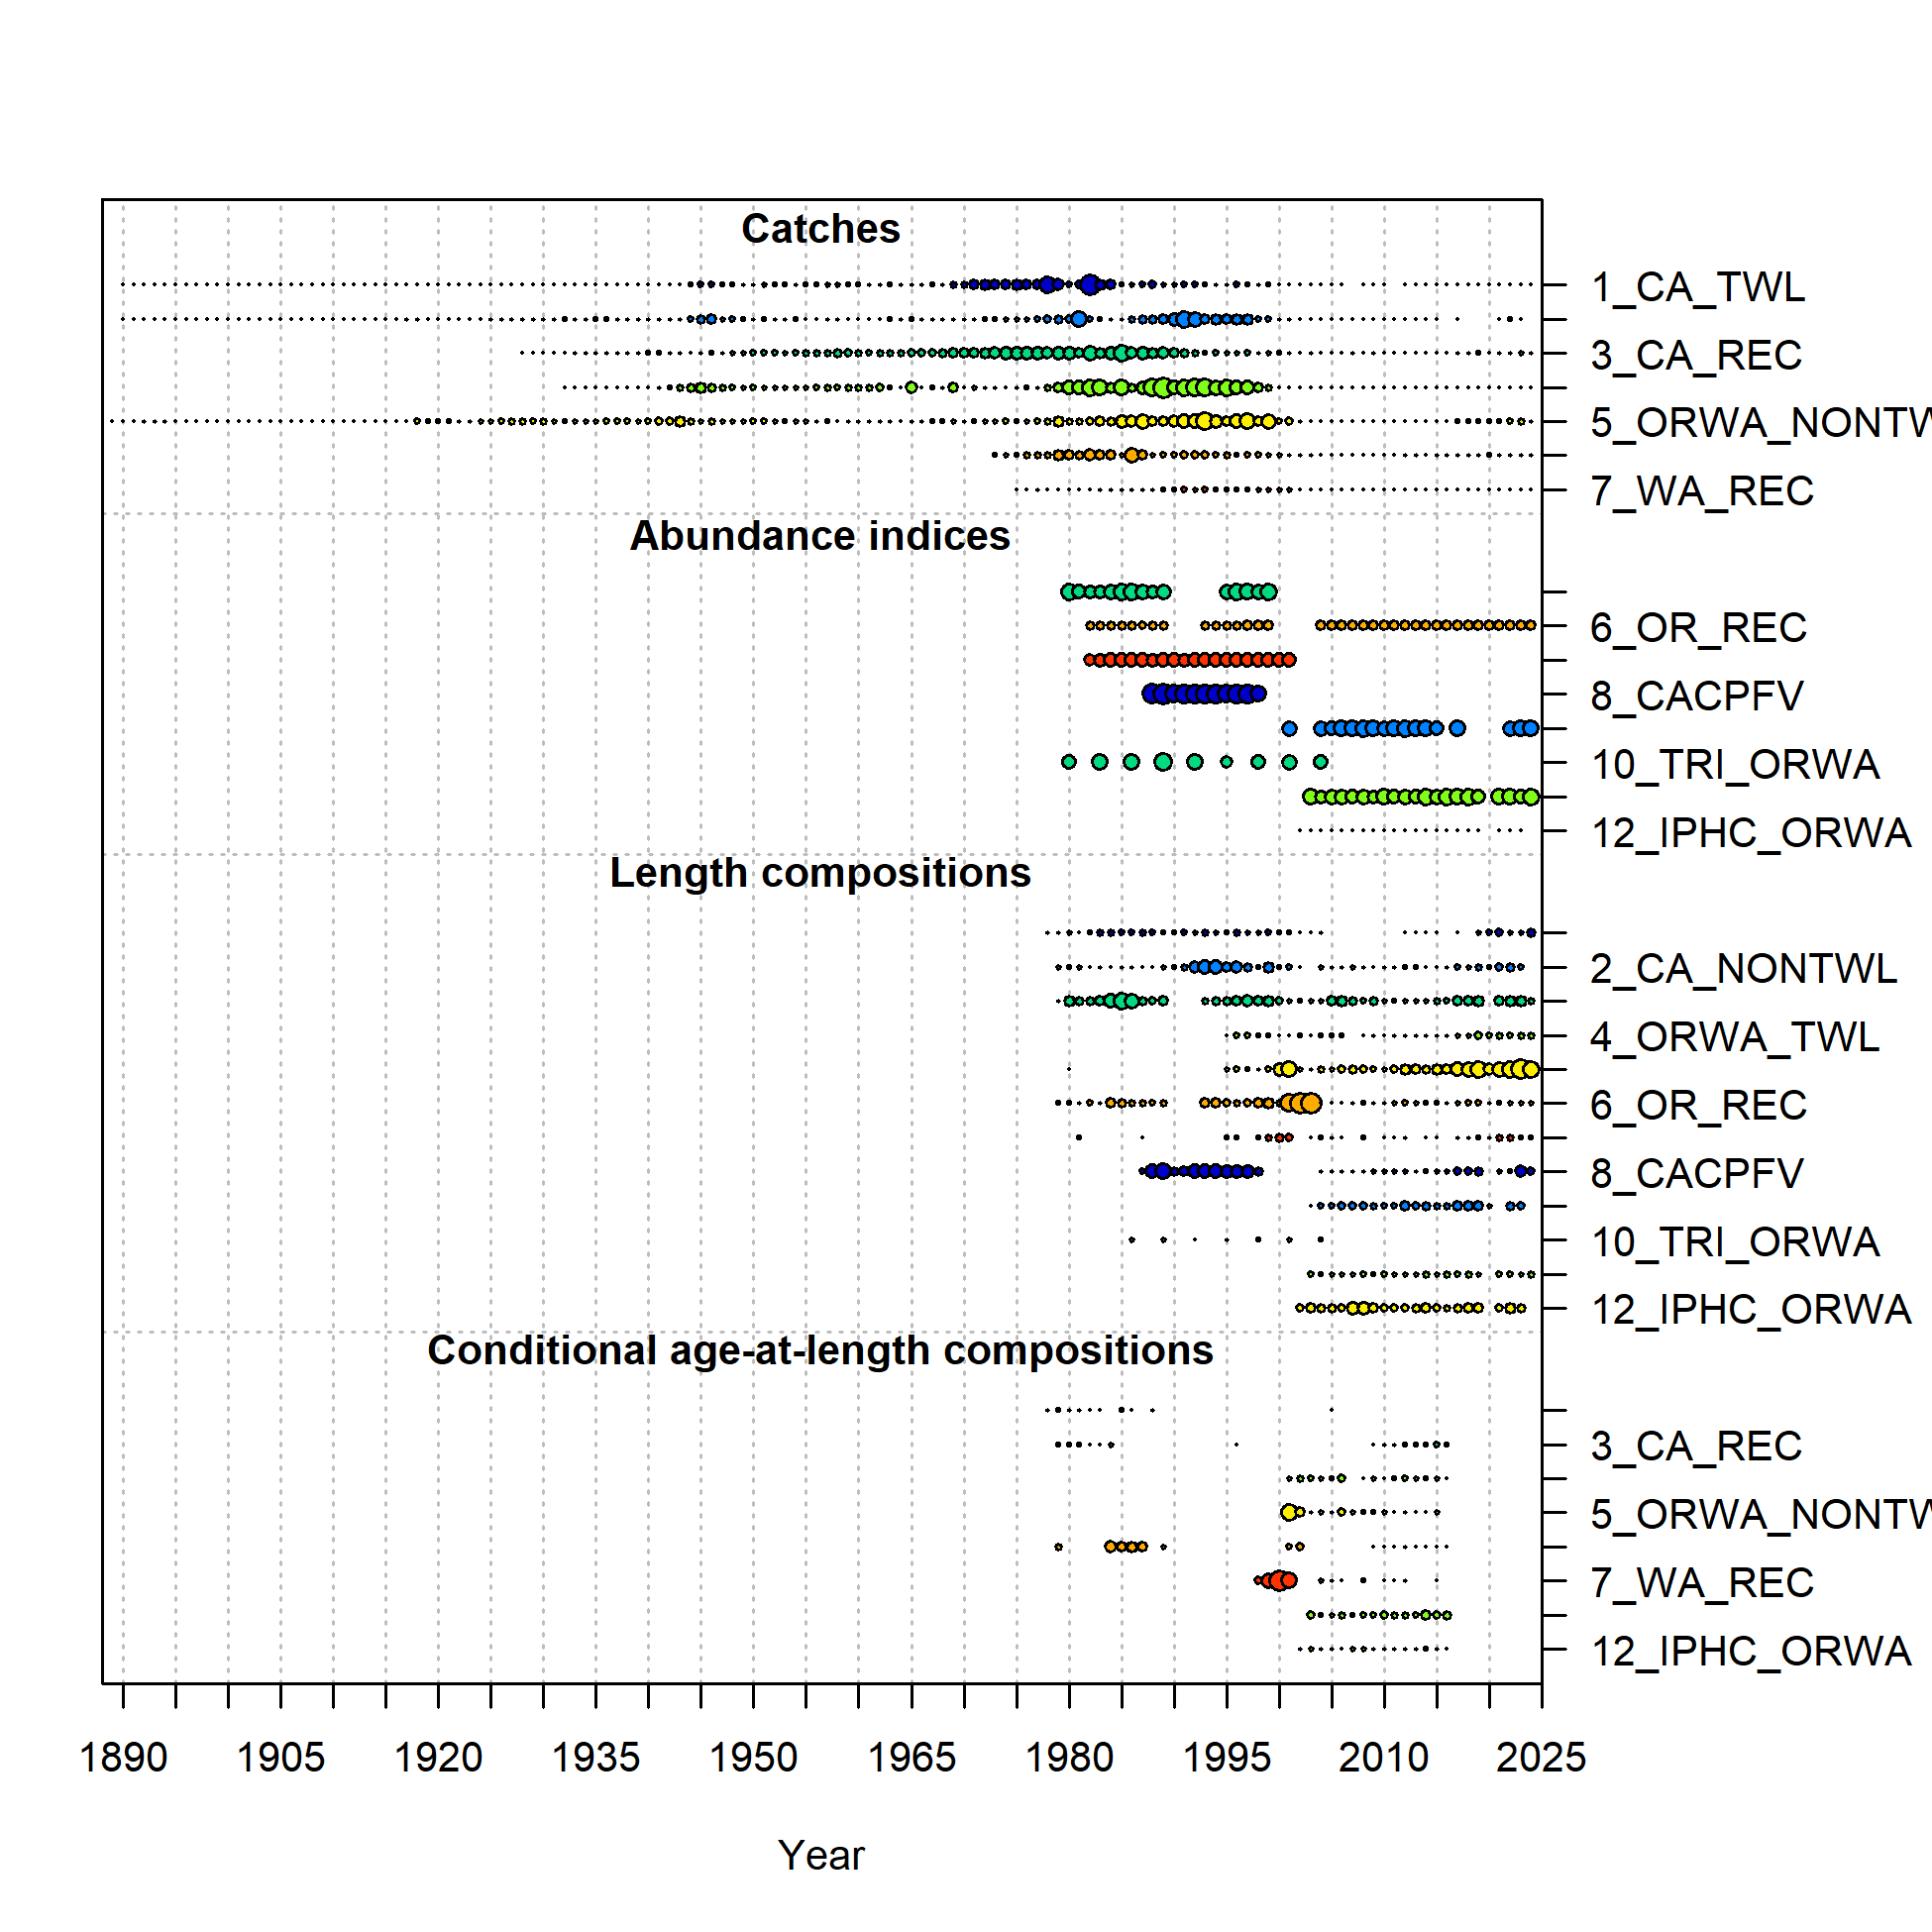 Catches
1_CA_TWL
3_CA_REC
5_ORWA_NONTW
7_WA_REC
Abundance indices
6_OR_REC
8_CACPFV
10_TRI_ORWA
12_IPHC_ORWA
Length compositions
2_CA_NONTWL
4_ORWA_TWL
6_OR_REC
8_CACPFV
10_TRI_ORWA
12_IPHC_ORWA
Conditional age-at-length compositions
3_CA_REC
5_ORWA_NONTW
7_WA_REC
12_IPHC_ORWA
1890 1905 1920 1935 1950 1965 1980 1995 2010 2025
Year